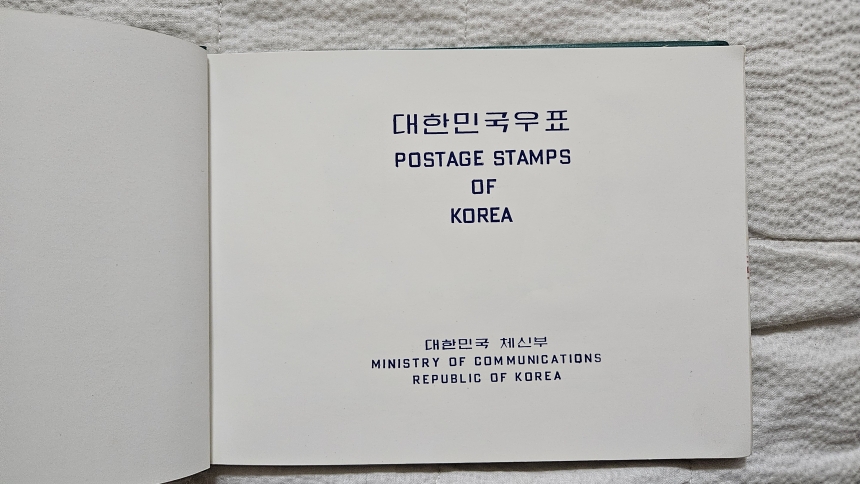 대한민국우표
POSTAGE STAMPS
OF
KOREA
대한민국 체신부
MINISTRY OF COMMUNICATIONS
REPUBLIC OF KOREA